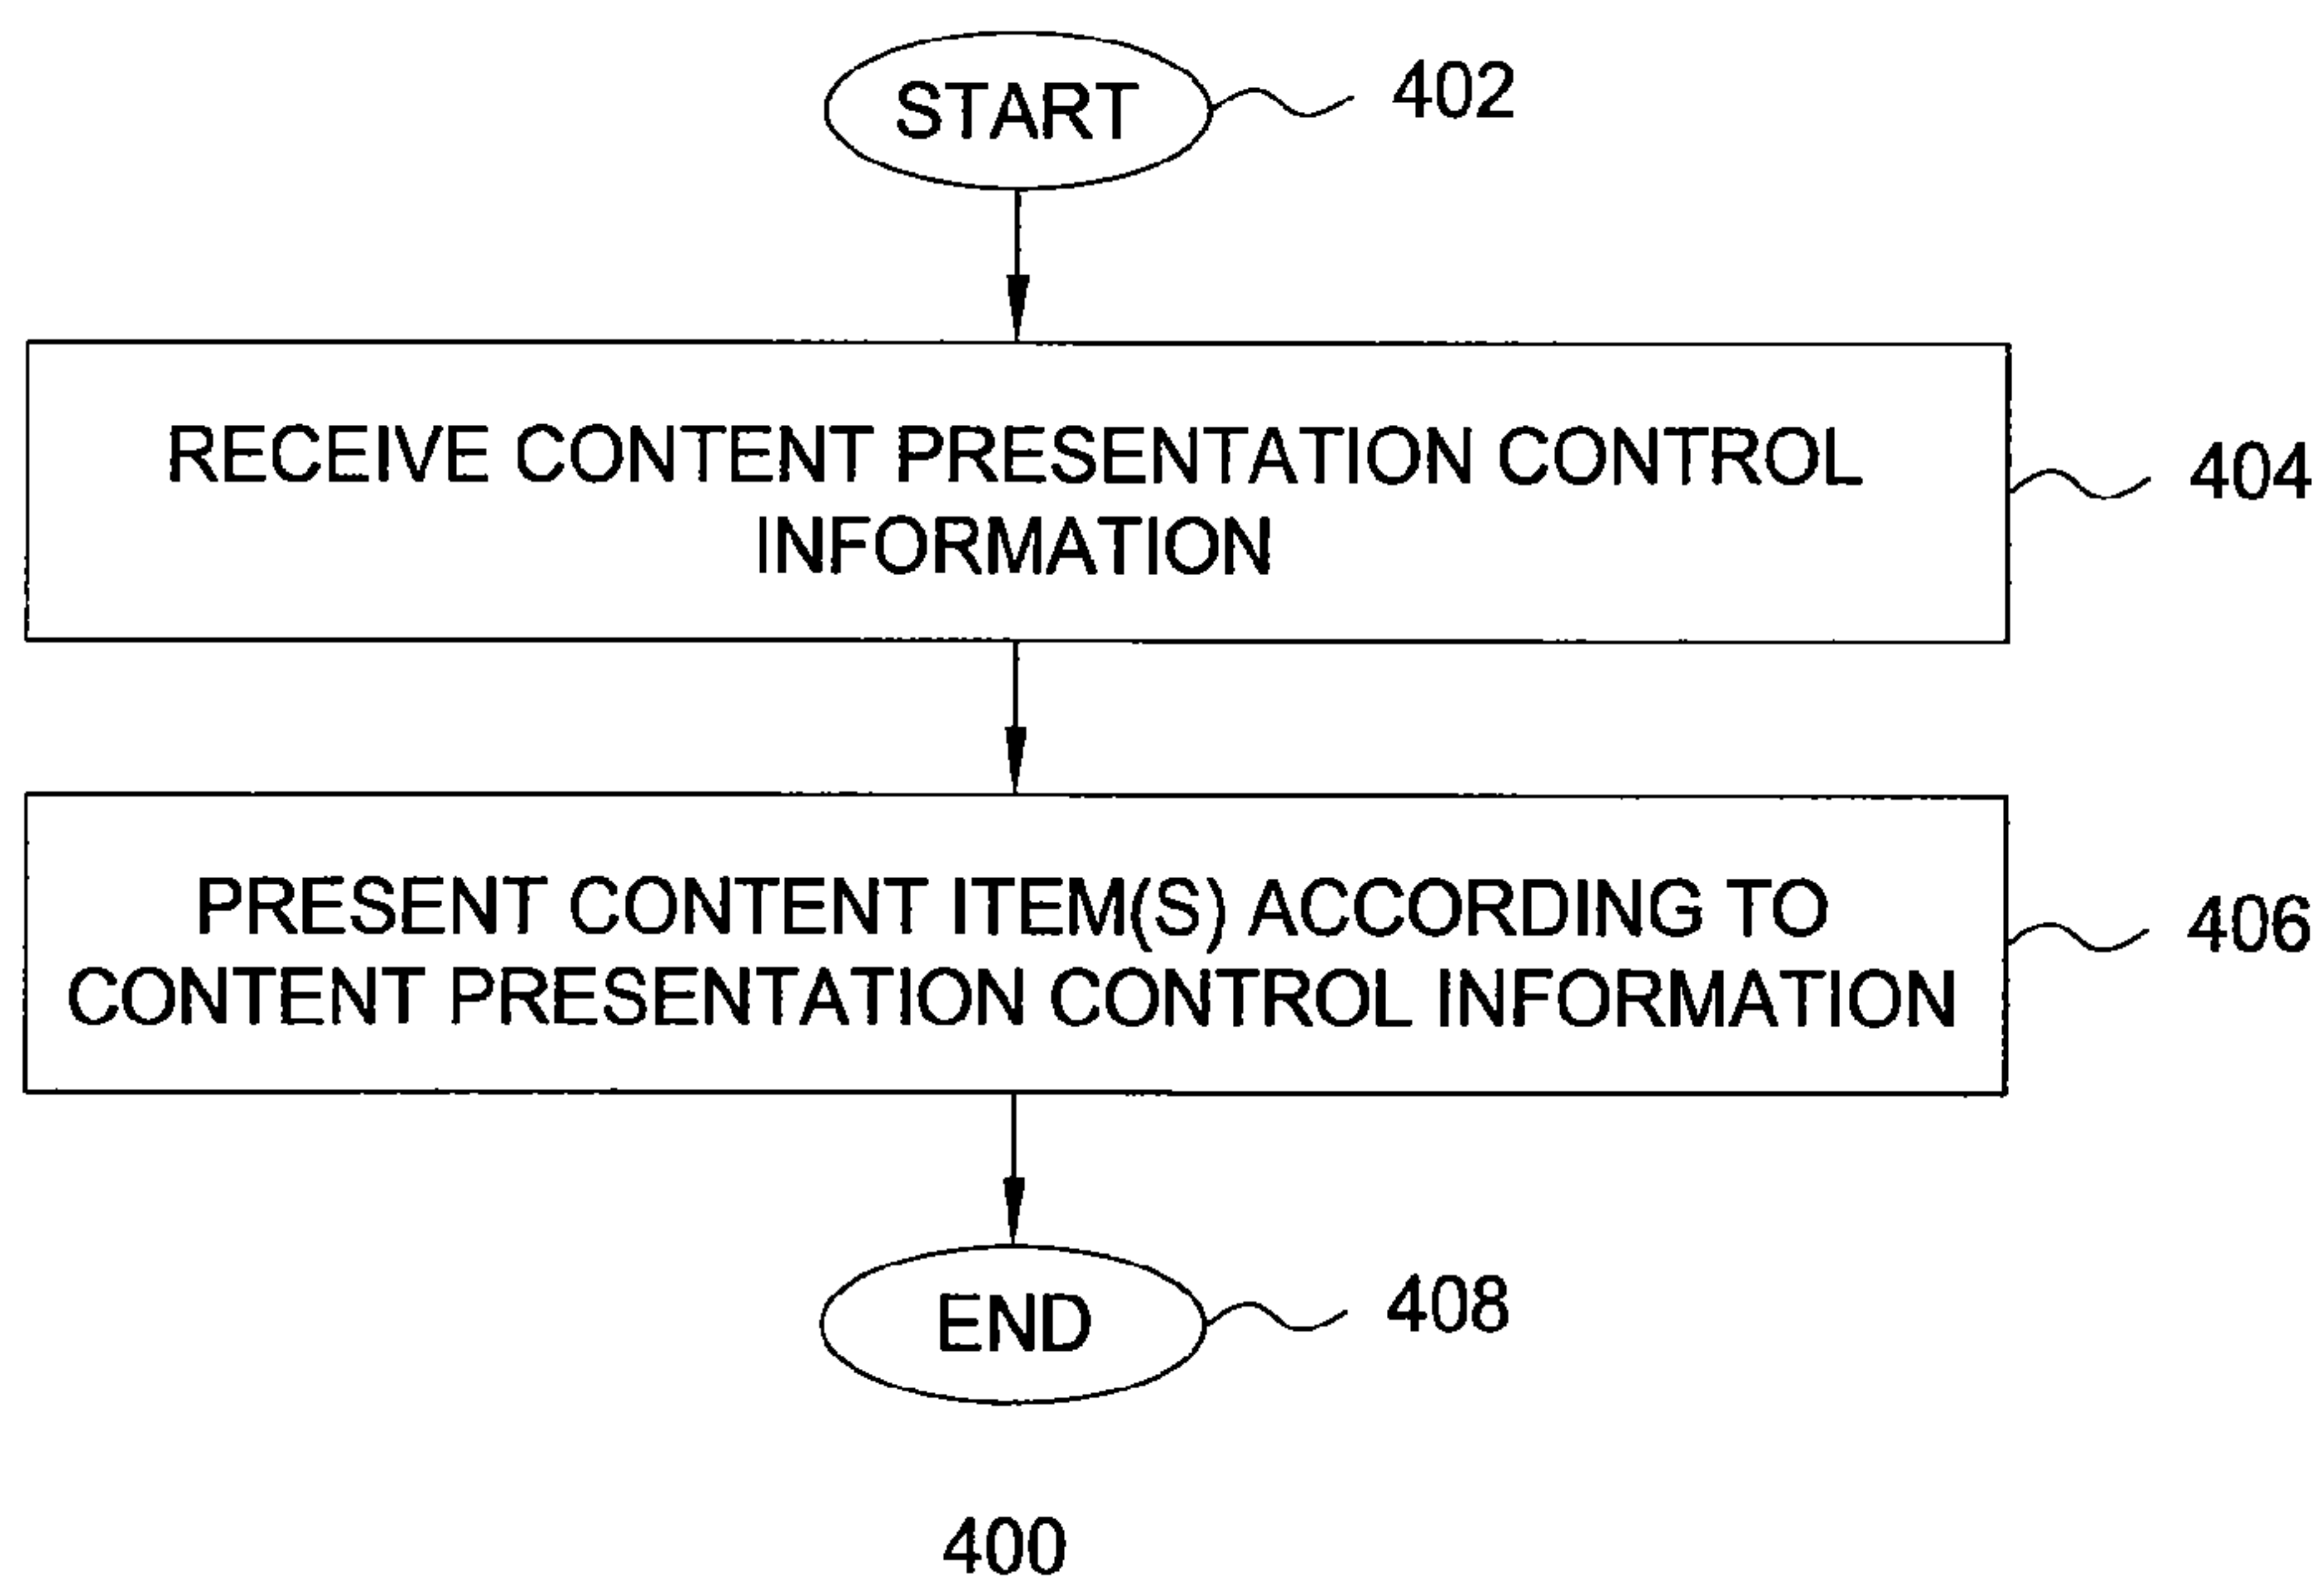 START
402
RECEIVE CONTENT PRESENTATION CONTROL
INFORMATION
404
PRESENT CONTENT ITEM(S) ACCORDING TO
CONTENT PRESENTATION CONTROL INFORMATION
406
END
408
400